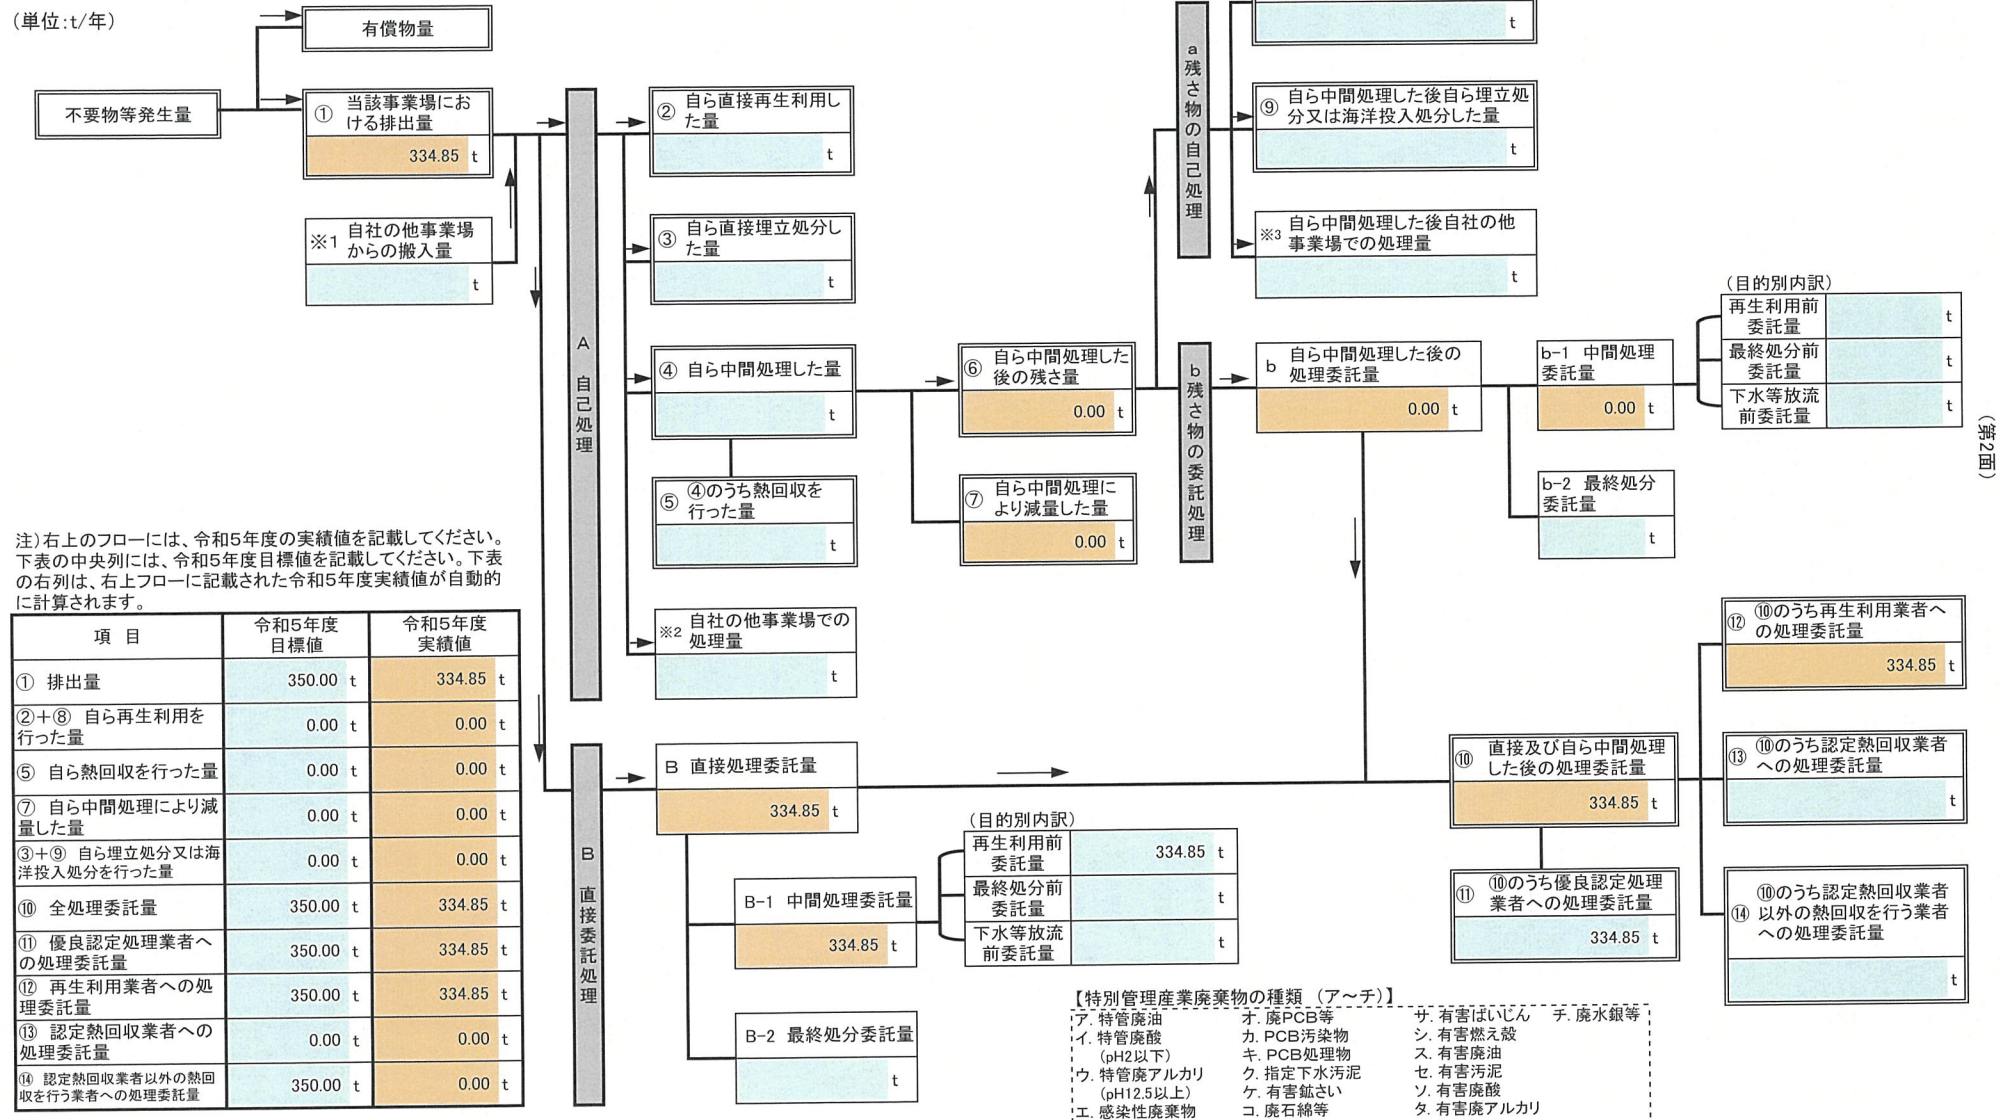 (単位:t/年)
有償物量
不要物等発生量
① 当該事業場にお
ける排出量
334.85 t
※1 自社の他事業場
からの搬入量
t
A 自己処理
② 自ら直接再生利用し
た量
t
③ 自ら直接埋立処分し
た量
t
④ 自ら中間処理した量
t
⑤ ④のうち熱回収を
行った量
t
※2 自社の他事業場での
処理量
t
⑥ 自ら中間処理した
後の残さ量
0.00 t
⑦ 自ら中間処理に
より減量した量
0.00 t
a 残さ物の自己処理
t
⑨ 自ら中間処理した後自ら埋立処
分又は海洋投入処分した量
t
※3 自ら中間処理した後自社の他
事業場での処理量
t
b 残さ物の委託処理
b 自ら中間処理した後の
処理委託量
0.00 t
b-1 中間処理
委託量
0.00 t
(目的別内訳)
再生利用前
委託量
t
最終処分前
委託量
t
下水等放流
前委託量
t
b-2 最終処分
委託量
t
(第2面)
注)右上のフローには、令和5年度の実績値を記載してください。
下表の中央列には、令和5年度目標値を記載してください。下表
の右列は、右上フローに記載された令和5年度実績値が自動的
に計算されます。
項 目 令和5年度
目標値 令和5年度
実績値
① 排出量 350.00 t 334.85 t
②+⑧ 自ら再生利用を
行った量 0.00 t 0.00 t
⑤ 自ら熱回収を行った量 0.00 t 0.00 t
⑦ 自ら中間処理により減
量した量 0.00 t 0.00 t
③+⑨ 自ら埋立処分又は海
洋投入処分を行った量 0.00 t 0.00 t
⑩ 全処理委託量 350.00 t 334.85 t
⑪ 優良認定処理業者へ
の処理委託量 350.00 t 334.85 t
⑫ 再生利用業者への処
理委託量 350.00 t 334.85 t
⑬ 認定熱回収業者への
処理委託量 0.00 t 0.00 t
⑭ 認定熱回収業者以外の熱回
収を行う業者への処理委託量 350.00 t 0.00 t
B 直接委託処理
B 直接処理委託量
334.85 t
B-1 中間処理委託量
334.85 t
(目的別内訳)
再生利用前
委託量
334.85 t
最終処分前
委託量
t
下水等放流
前委託量
t
B-2 最終処分委託量
t
⑩ 直接及び自ら中間処理
した後の処理委託量
334.85 t
⑪ ⑩のうち優良認定処理
業者への処理委託量
334.85 t
⑫ ⑩のうち再生利用業者へ
の処理委託量
334.85 t
⑬ ⑩のうち認定熱回収業者
への処理委託量
t
⑭ ⑩のうち認定熱回収業者
以外の熱回収を行う業者
への処理委託量
t
【特別管理産業廃棄物の種類 (ア~チ)】
ア. 特管廃油 オ. 廃PCB等 サ. 有害ばいじん チ. 廃水銀等
イ. 特管廃酸 カ. PCB汚染物 シ. 有害燃え殻
(pH2以下) キ. PCB処理物 ス. 有害廃油
ウ. 特管廃アルカリ ク. 指定下水汚泥 セ. 有害汚泥
(pH12.5以上) ケ. 有害鉱さい ソ. 有害廃酸
エ. 感染性廃棄物 コ. 廃石綿等 タ. 有害廃アルカリ